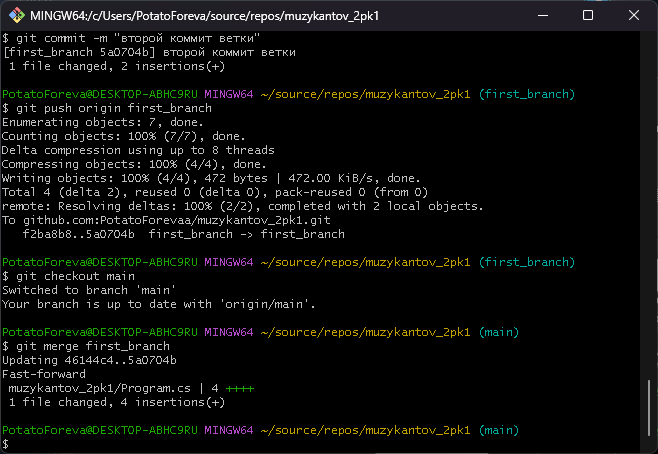 MINGW64:/c/Users/PotatoForeva/source/repos/muzykantov_2pk1
$ git commit -m "второй коммит ветки"
[first_branch 5a0704b] второй коммит ветки
 1 file changed, 2 insertions(+)
PotatoForeva@DESKTOP-ABHC9RU MINGW64 ~/source/repos/muzykantov_2pk1 (first_branch)
$ git push origin first_branch
Enumerating objects: 7, done.
Counting objects: 100% (7/7), done.
Delta compression using up to 8 threads
Compressing objects: 100% (4/4), done.
Writing objects: 100% (4/4), 472 bytes | 472.00 KiB/s, done.
Total 4 (delta 2), reused 0 (delta 0), pack-reused 0 (from 0)
remote: Resolving deltas: 100% (2/2), completed with 2 local objects.
To github.com:PotatoForevaa/muzykantov_2pk1.git
   f2ba8b8..5a0704b  first_branch -> first_branch
PotatoForeva@DESKTOP-ABHC9RU MINGW64 ~/source/repos/muzykantov_2pk1 (first_branch)
$ git checkout main
Switched to branch 'main'
Your branch is up to date with 'origin/main'.
PotatoForeva@DESKTOP-ABHC9RU MINGW64 ~/source/repos/muzykantov_2pk1 (main)
$ git merge first_branch
Updating 46144c4..5a0704b
Fast-forward
 muzykantov_2pk1/Program.cs | 4 ++++
 1 file changed, 4 insertions(+)
PotatoForeva@DESKTOP-ABHC9RU MINGW64 ~/source/repos/muzykantov_2pk1 (main)
$